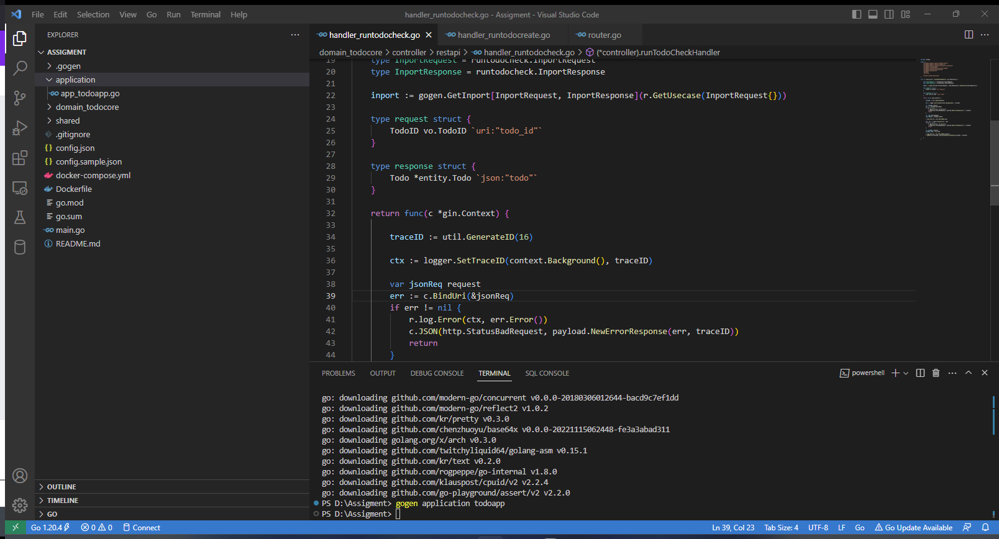 File Edit Selection View Go Run Terminal Help
handler_runtodocheck.go - Assigment - Visual Studio Code
EXPLORER
ASSIGMENT
.gogen
application
app_todoapp.go
domain_todocore
shared
.gitignore
config.json
config.sample.json
docker-compose.yml
Dockerfile
go.mod
go.sum
main.go
README.md
OUTLINE
TIMELINE
GO
handler_runtodocheck.go handler_runtodocreate.go router.go
domain_todocore > controller > restapi > handler_runtodocheck.go > (*controller).runTodoCheckHandler
19 type InportRequest = runtodocheck.InportRequest
20 type InportResponse = runtodocheck.InportResponse
21
22 inport := gogen.GetInport[InportRequest, InportResponse](r.GetUsecase(InportRequest{}))
23
24 type request struct {
25 TodoID vo.TodoID `uri:"todo_id"`
26 }
27
28 type response struct {
29 Todo *entity.Todo `json:"todo"`
30 }
31
32 return func(c *gin.Context) {
33
34 traceID := util.GenerateID(16)
35
36 ctx := logger.SetTraceID(context.Background(), traceID)
37
38 var jsonReq request
39 err := c.BindUri(&jsonReq)
40 if err != nil {
41 r.log.Error(ctx, err.Error())
42 c.JSON(http.StatusBadRequest, payload.NewErrorResponse(err, traceID))
43 return
44 }
PROBLEMS OUTPUT DEBUG CONSOLE TERMINAL SQL CONSOLE
powershell
go: downloading github.com/modern-go/concurrent v0.0.0-20180306012644-bacd9c7ef1dd
go: downloading github.com/modern-go/reflect2 v1.0.2
go: downloading github.com/kr/pretty v0.3.0
go: downloading github.com/chenzhuoyu/base64x v0.0.0-20221115062448-fe3a3abad311
go: downloading golang.org/x/arch v0.3.0
go: downloading github.com/twitchyliquid64/golang-asm v0.15.1
go: downloading github.com/kr/text v0.2.0
go: downloading github.com/rogpeppe/go-internal v1.8.0
go: downloading github.com/klauspost/cpuid/v2 v2.2.4
go: downloading github.com/go-playground/assert/v2 v2.2.0
PS D:\Assigment> gogen application todoapp
PS D:\Assigment>
Go 1.20.4 0 0 Connect
Ln 39, Col 23 Tab Size: 4 UTF-8 LF Go Go Update Available